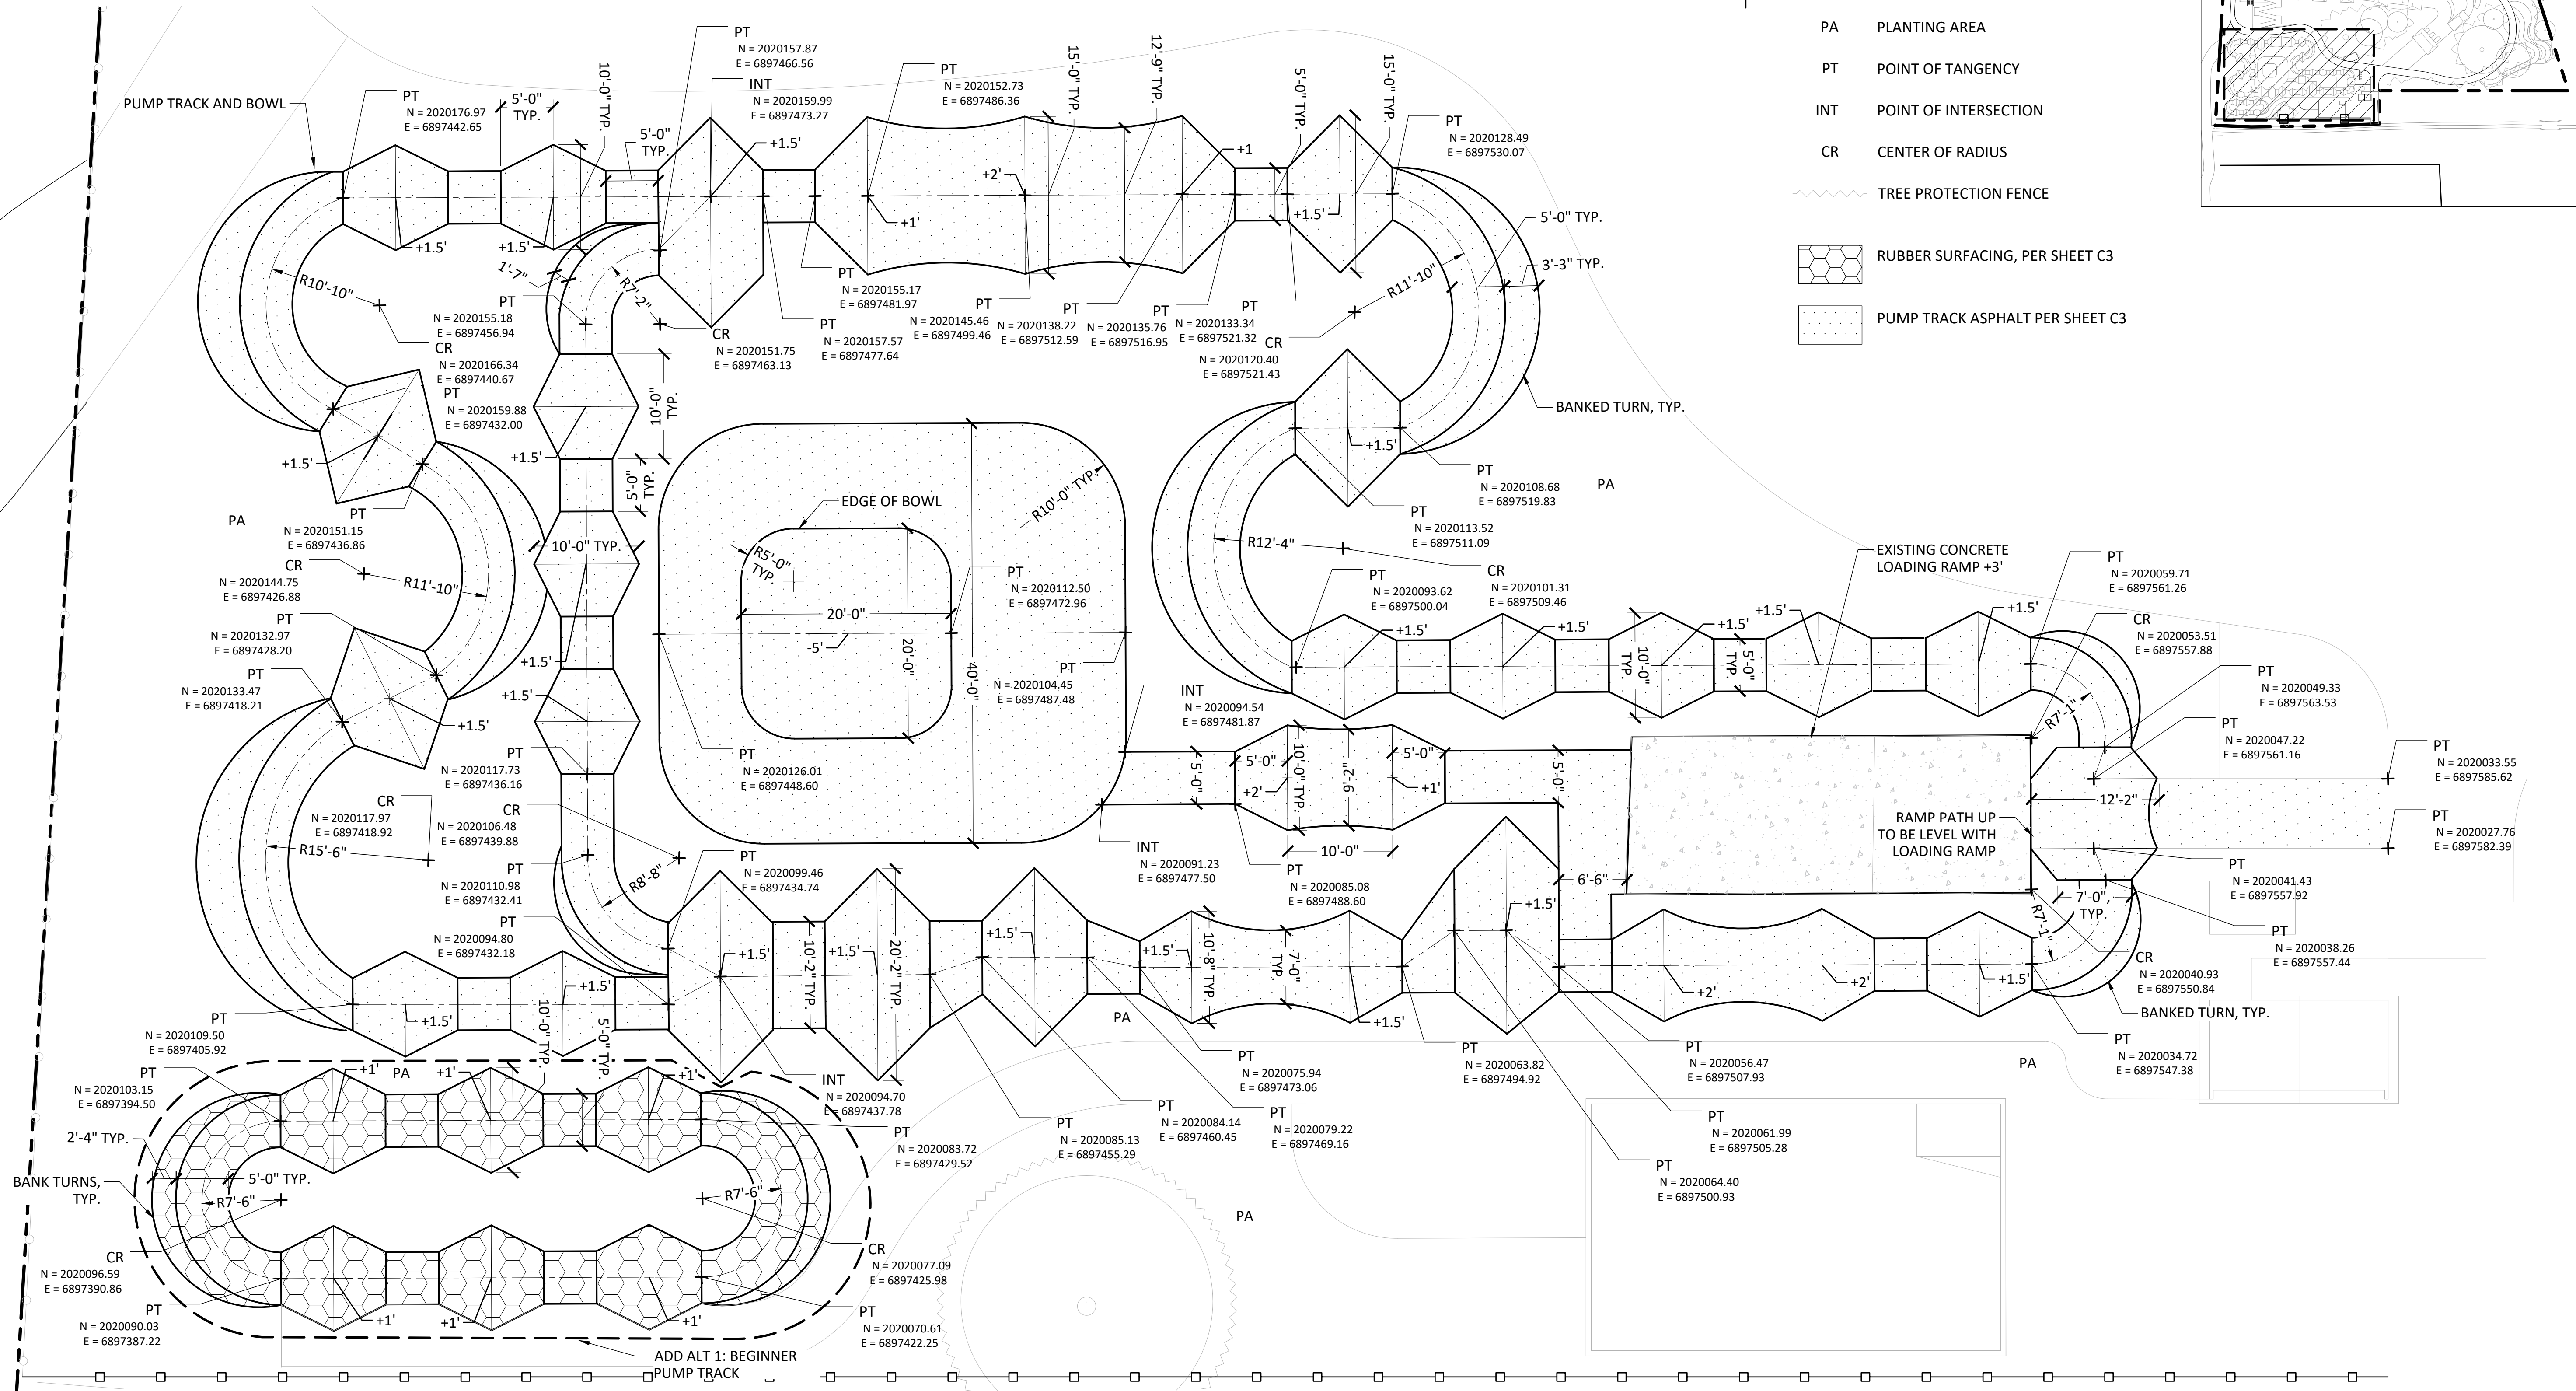 PA PLANTING AREA
PT POINT OF TANGENCY
INT POINT OF INTERSECTION
CR CENTER OF RADIUS
TREE PROTECTION FENCE
RUBBER SURFACING, PER SHEET C3
PUMP TRACK ASPHALT PER SHEET C3
PUMP TRACK AND BOWL
PT
N = 2020176.97
E = 6897442.65
5'-0"
TYP.
10'-0" TYP.
5'-0"
TYP.
PT
N = 2020157.87
E = 6897466.56
INT
N = 2020159.99
E = 6897473.27
+1.5'
PT
N = 2020152.73
E = 6897486.36
15'-0" TYP.
12'-9" TYP.
+2'
+1
+1'
5'-0" TYP.
15'-0" TYP.
+1.5'
PT
N = 2020128.49
E = 6897530.07
5'-0" TYP.
3'-3" TYP.
R11'-10"
BANKED TURN, TYP.
+1.5'
+1.5'
1'-7"
R7'-2"
R10'-10"
PT
N = 2020155.18
E = 6897456.94
CR
N = 2020166.34
E = 6897440.67
PT
N = 2020159.88
E = 6897432.00
CR
N = 2020151.75
E = 6897463.13
PT
N = 2020155.17
E = 6897481.97
PT
N = 2020157.57
E = 6897477.64
PT
N = 2020145.46
E = 6897499.46
PT
N = 2020138.22
E = 6897512.59
PT
N = 2020135.76
E = 6897516.95
PT
N = 2020133.34
E = 6897521.32
CR
N = 2020120.40
E = 6897521.43
+1.5'
10'-0"
TYP.
+1.5'
5'-0"
TYP.
+1.5'
PT
N = 2020108.68
E = 6897519.83
PA
PT
N = 2020113.52
E = 6897511.09
PA
PT
N = 2020151.15
E = 6897436.86
CR
N = 2020144.75
E = 6897426.88
R11'-10"
10'-0" TYP.
EDGE OF BOWL
R10'-0" TYP.
R5'-0"
TYP.
20'-0"
-5'
20'-0"
40'-0"
PT
N = 2020112.50
E = 6897472.96
PT
N = 2020104.45
E = 6897487.48
PT
N = 2020126.01
E = 6897448.60
R12'-4"
CR
N = 2020101.31
E = 6897509.46
PT
N = 2020093.62
E = 6897500.04
EXISTING CONCRETE
LOADING RAMP +3'
PT
N = 2020059.71
E = 6897561.26
CR
N = 2020053.51
E = 6897557.88
+1.5'
+1.5'
+1.5'
+1.5'
+1.5'
10'-0"
TYP.
5'-0"
TYP.
PT
N = 2020049.33
E = 6897563.53
R7'-1"
PT
N = 2020047.22
E = 6897561.16
PT
N = 2020033.55
E = 6897585.62
PT
N = 2020132.97
E = 6897428.20
PT
N = 2020133.47
E = 6897418.21
+1.5'
+1.5'
+1.5'
INT
N = 2020094.54
E = 6897481.87
5'-0"
5'-0"
10'-0" TYP.
9'-2"
5'-0"
+2'
+1'
10'-0"
5'-0"
12'-2"
RAMP PATH UP
TO BE LEVEL WITH
LOADING RAMP
PT
N = 2020027.76
E = 6897582.39
PT
N = 2020117.73
E = 6897436.16
CR
N = 2020117.97
E = 6897418.92
CR
N = 2020106.48
E = 6897439.88
R15'-6"
R8'-8"
PT
N = 2020110.98
E = 6897432.41
PT
N = 2020099.46
E = 6897434.74
INT
N = 2020091.23
E = 6897477.50
PT
N = 2020085.08
E = 6897488.60
6'-6"
PT
N = 2020041.43
E = 6897557.92
7'-0",
TYP.
R7'-1"
PT
N = 2020038.26
E = 6897557.44
PT
N = 2020094.80
E = 6897432.18
+1.5'
+1.5'
+1.5'
10'-2" TYP.
+1.5'
20'-2" TYP.
+1.5'
+1.5'
10'-8" TYP.
7'-0"
TYP.
+1.5'
+1.5'
+2'
+2'
+1.5'
CR
N = 2020040.93
E = 6897550.84
BANKED TURN, TYP.
PT
N = 2020109.50
E = 6897405.92
10'-0" TYP.
5'-0" TYP.
PA
PT
N = 2020075.94
E = 6897473.06
PT
N = 2020063.82
E = 6897494.92
PT
N = 2020056.47
E = 6897507.93
PA
PT
N = 2020034.72
E = 6897547.38
PT
N = 2020103.15
E = 6897394.50
+1'
PA
+1'
+1'
INT
N = 2020094.70
E = 6897437.78
PT
N = 2020083.72
E = 6897429.52
PT
N = 2020085.13
E = 6897455.29
PT
N = 2020084.14
E = 6897460.45
PT
N = 2020079.22
E = 6897469.16
PT
N = 2020061.99
E = 6897505.28
PT
N = 2020064.40
E = 6897500.93
2'-4" TYP.
BANK TURNS,
TYP.
5'-0" TYP.
R7'-6"
R7'-6"
PA
CR
N = 2020096.59
E = 6897390.86
CR
N = 2020077.09
E = 6897425.98
PT
N = 2020090.03
E = 6897387.22
+1'
+1'
+1'
PT
N = 2020070.61
E = 6897422.25
ADD ALT 1: BEGINNER
PUMP TRACK